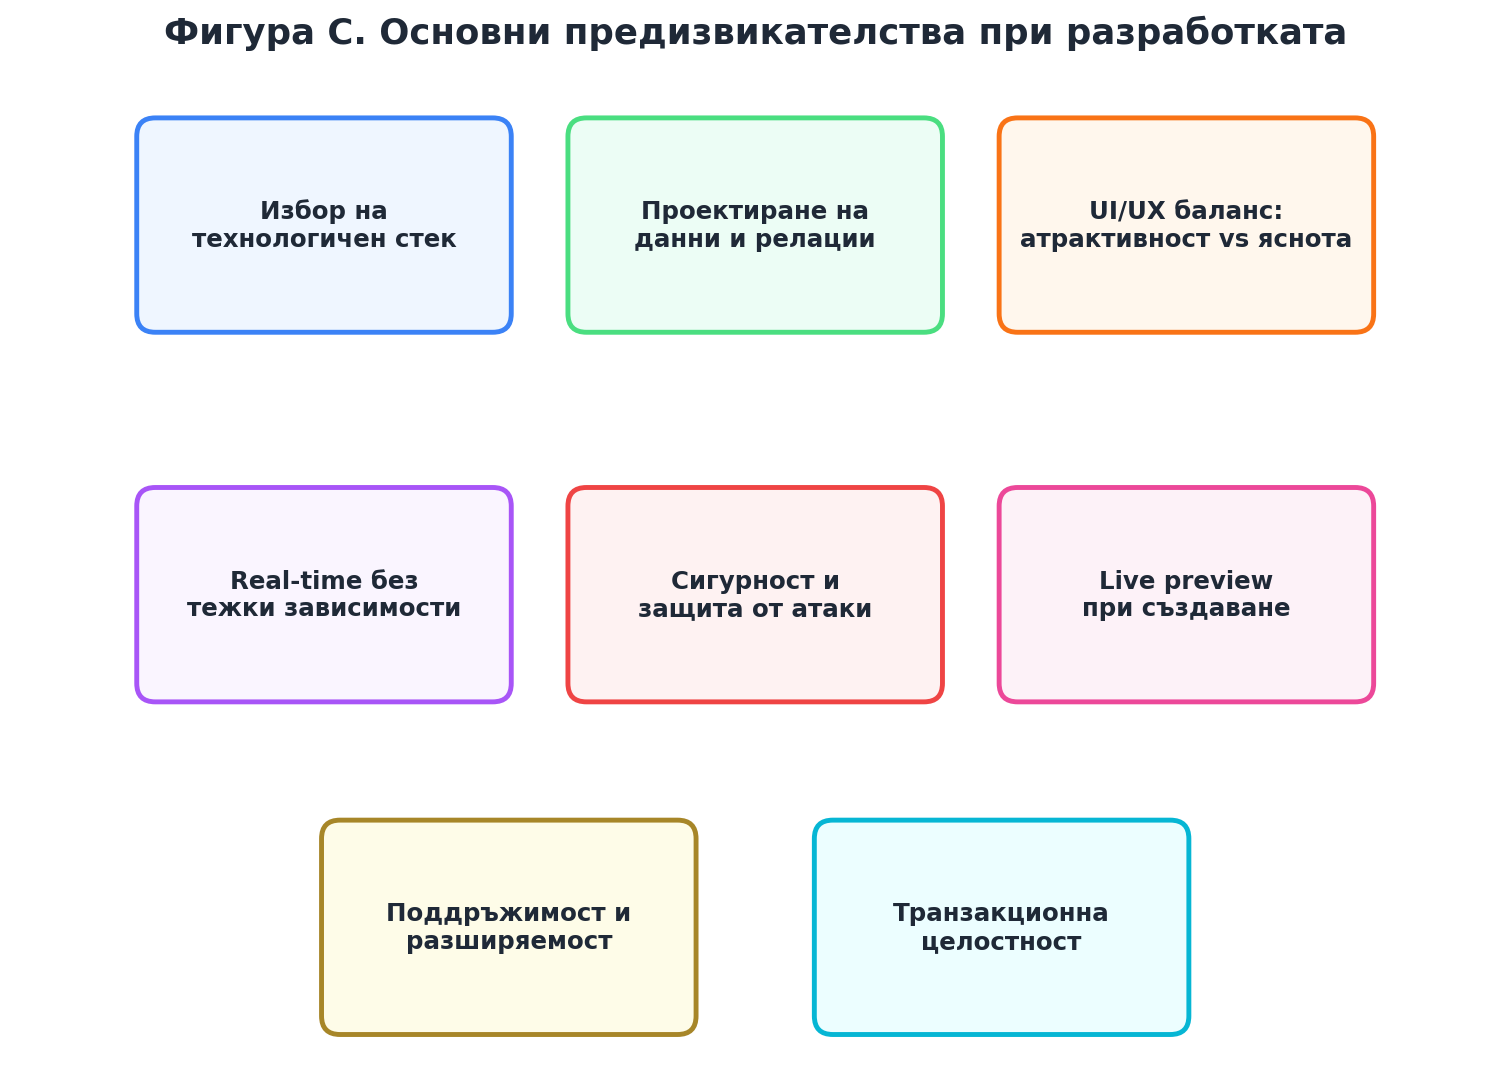 Фигура C. Основни предизвикателства при разработката
Избор на
технологичен стек
Проектиране на
данни и релации
UI/UX баланс:
атрактивност vs яснота
Real-time без
тежки зависимости
Сигурност и
защита от атаки
Live preview
при създаване
Поддръжимост и
разширяемост
Транзакционна
целостност